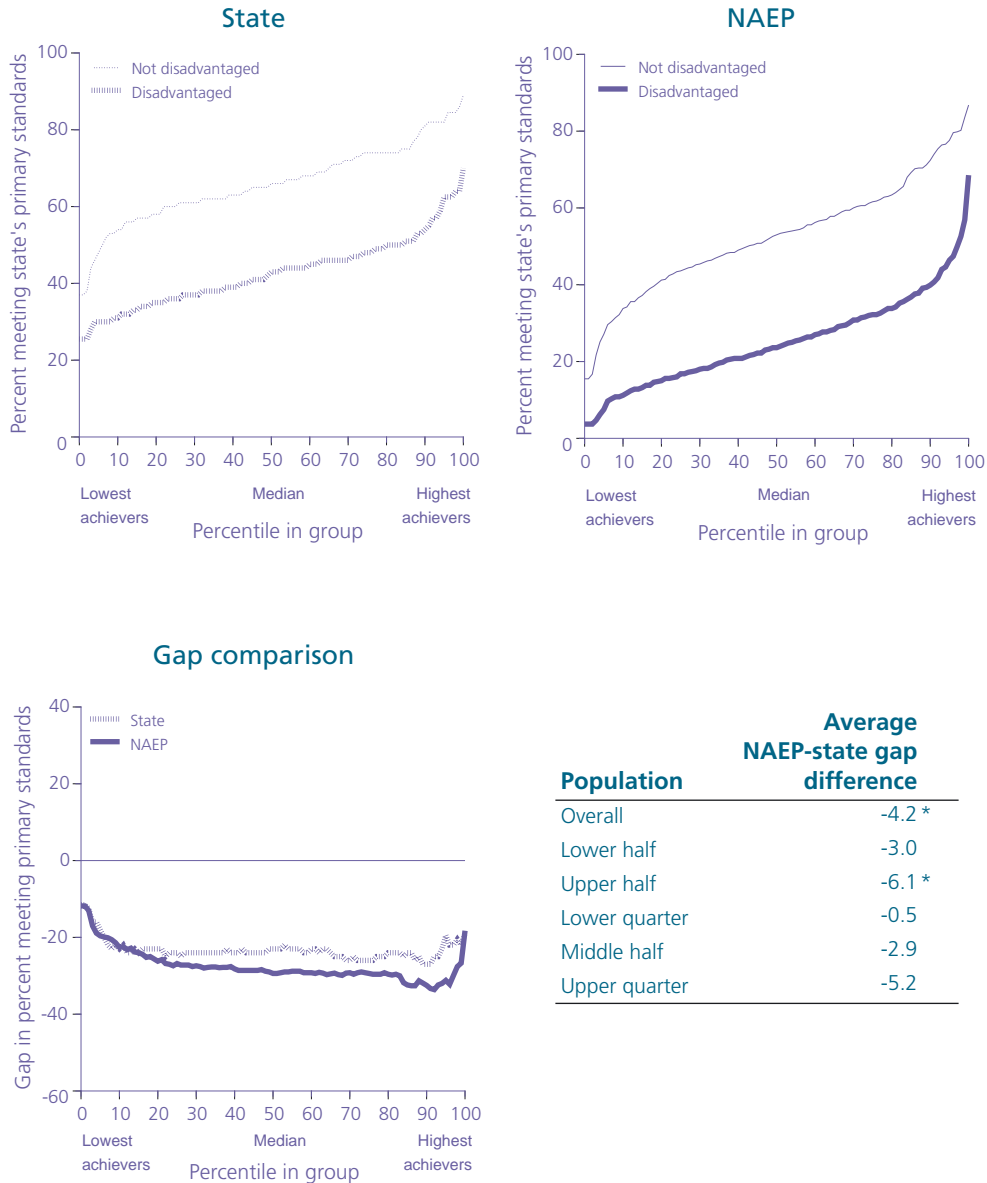 State
Percent meeting state's primary standards
100
80
60
40
20
0
Not disadvantaged
Disadvantaged
0 10 20 30 40 50 60 70 80 90 100
Lowest achievers
Median
Highest achievers
Percentile in group
NAEP
Percent meeting state's primary standards
100
80
60
40
20
0
Not disadvantaged
Disadvantaged
0 10 20 30 40 50 60 70 80 90 100
Lowest achievers
Median
Highest achievers
Percentile in group
Gap comparison
Gap in percent meeting primary standards
40
20
0
-20
-40
-60
State
NAEP
0 10 20 30 40 50 60 70 80 90 100
Lowest achievers
Median
Highest achievers
Percentile in group
Average
NAEP-state gap
Population difference
Overall -4.2 *
Lower half -3.0
Upper half -6.1 *
Lower quarter -0.5
Middle half -2.9
Upper quarter -5.2